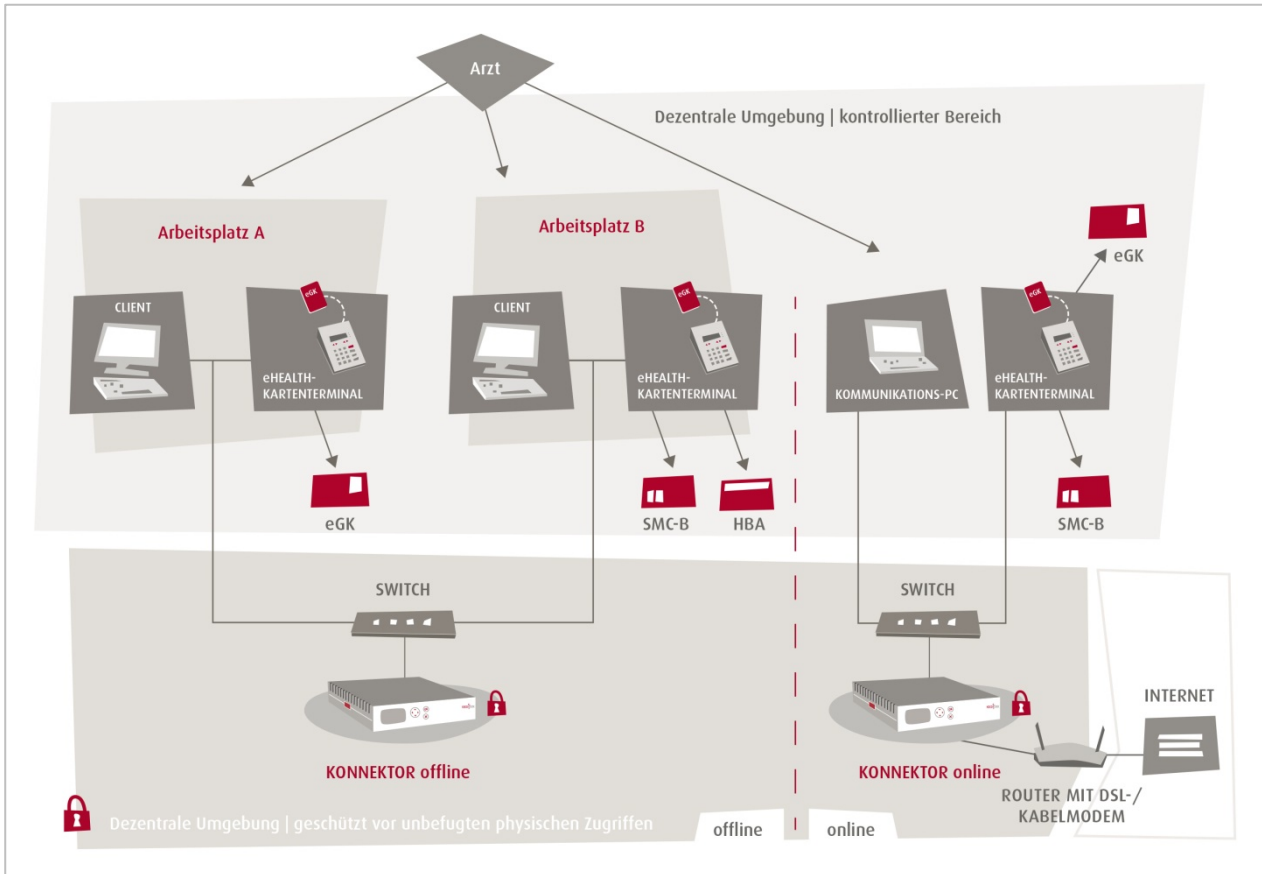 Arzt
Dezentrale Umgebung | kontrollierter Bereich
Arbeitsplatz A
Arbeitsplatz B
eGK
CLIENT
eGK
eHEALTH-
KARTENTERMINAL
CLIENT
eGK
eHEALTH-
KARTENTERMINAL
KOMMUNIKATIONS-PC
eGK
eHEALTH-
KARTENTERMINAL
eGK
SMC-B
HBA
SMC-B
SWITCH
SWITCH
INTERNET
KONNEKTOR offline
KONNEKTOR online
ROUTER MIT DSL-/
KABELMODEM
Dezentrale Umgebung | geschützt vor unbefugten physischen Zugriffen
offline
online